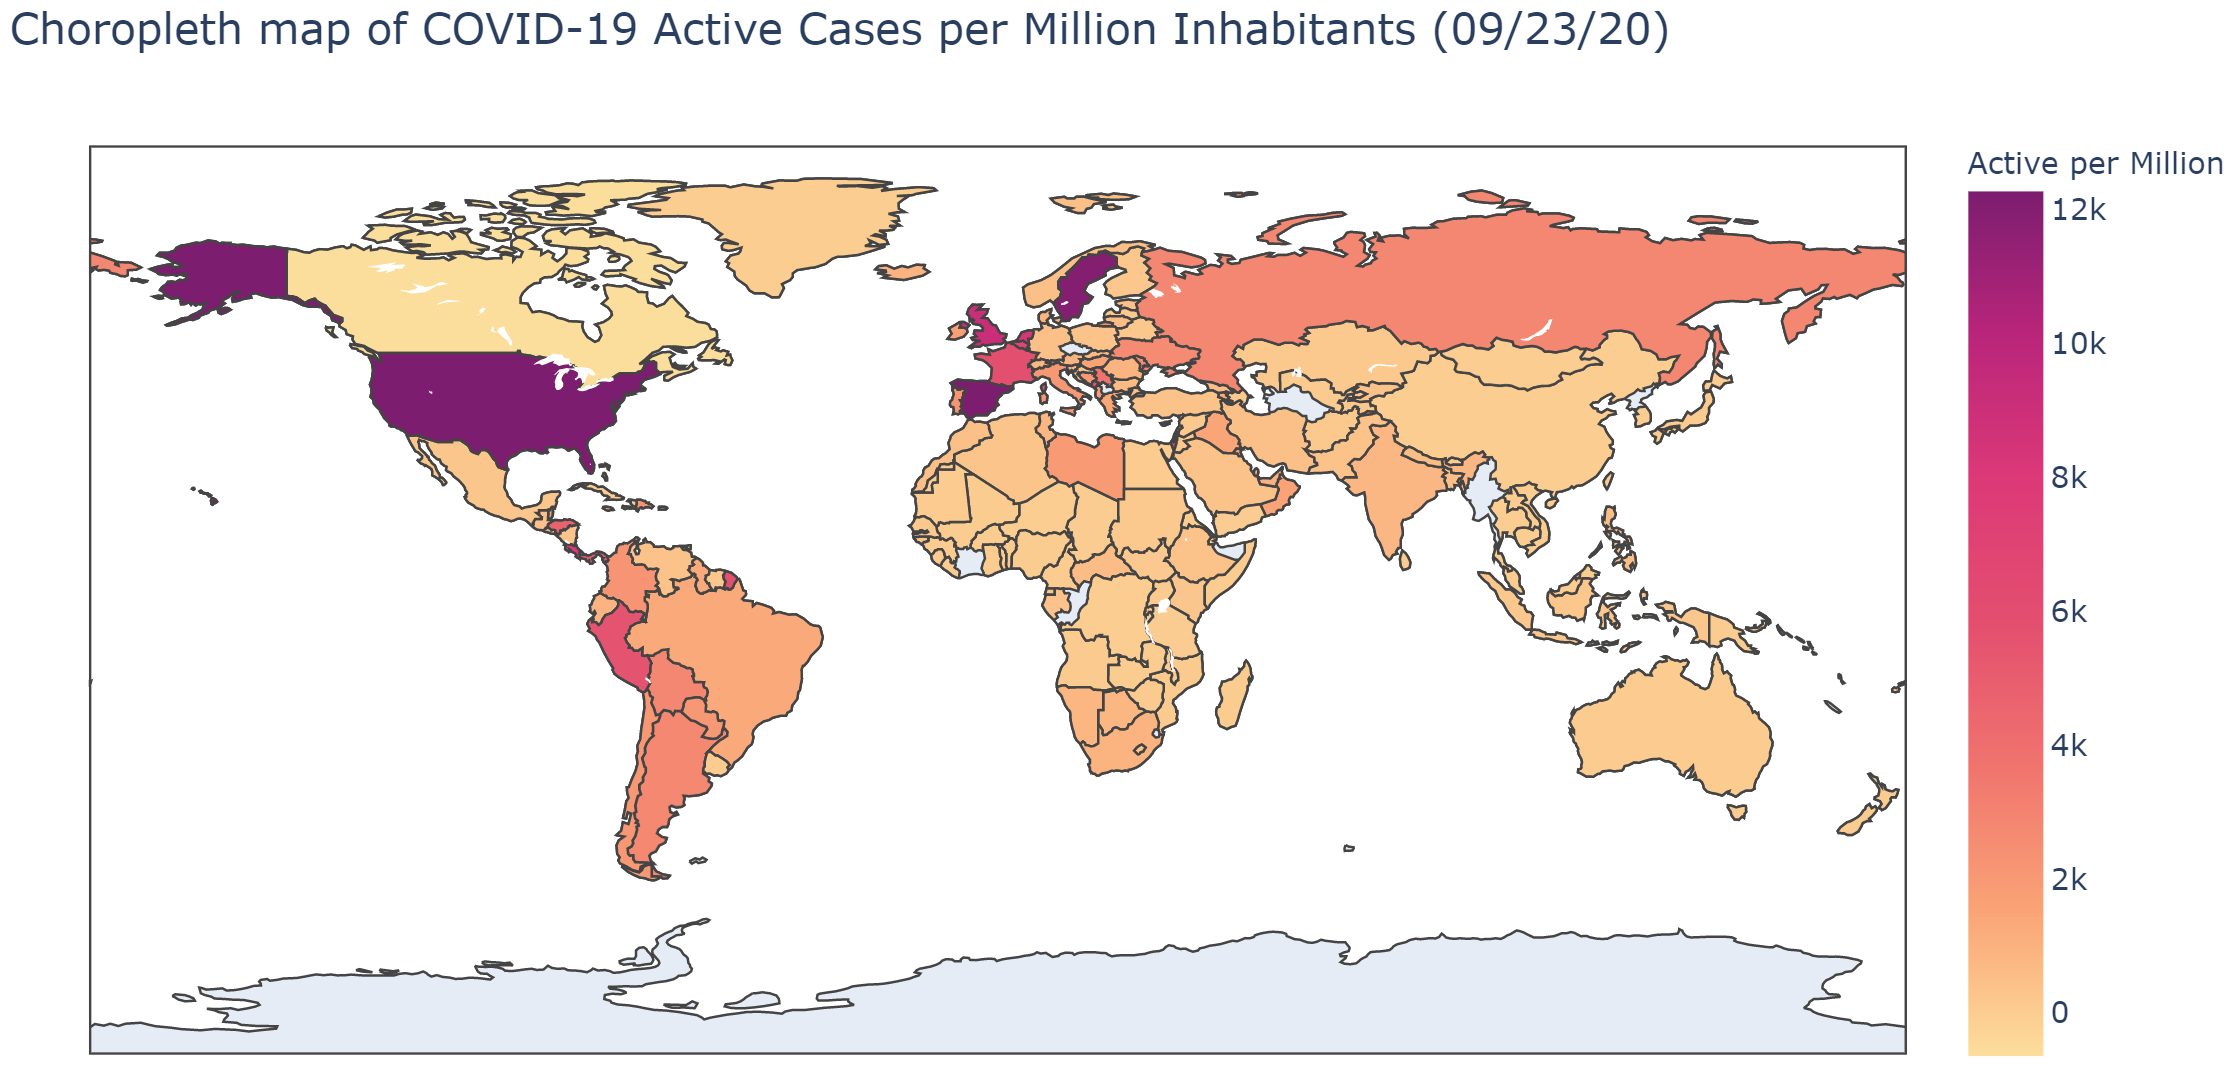 Choropleth map of COVID-19 Active Cases per Million Inhabitants (09/23/20)
Active per Million
12k
10k
8k
6k
4k
2k
0